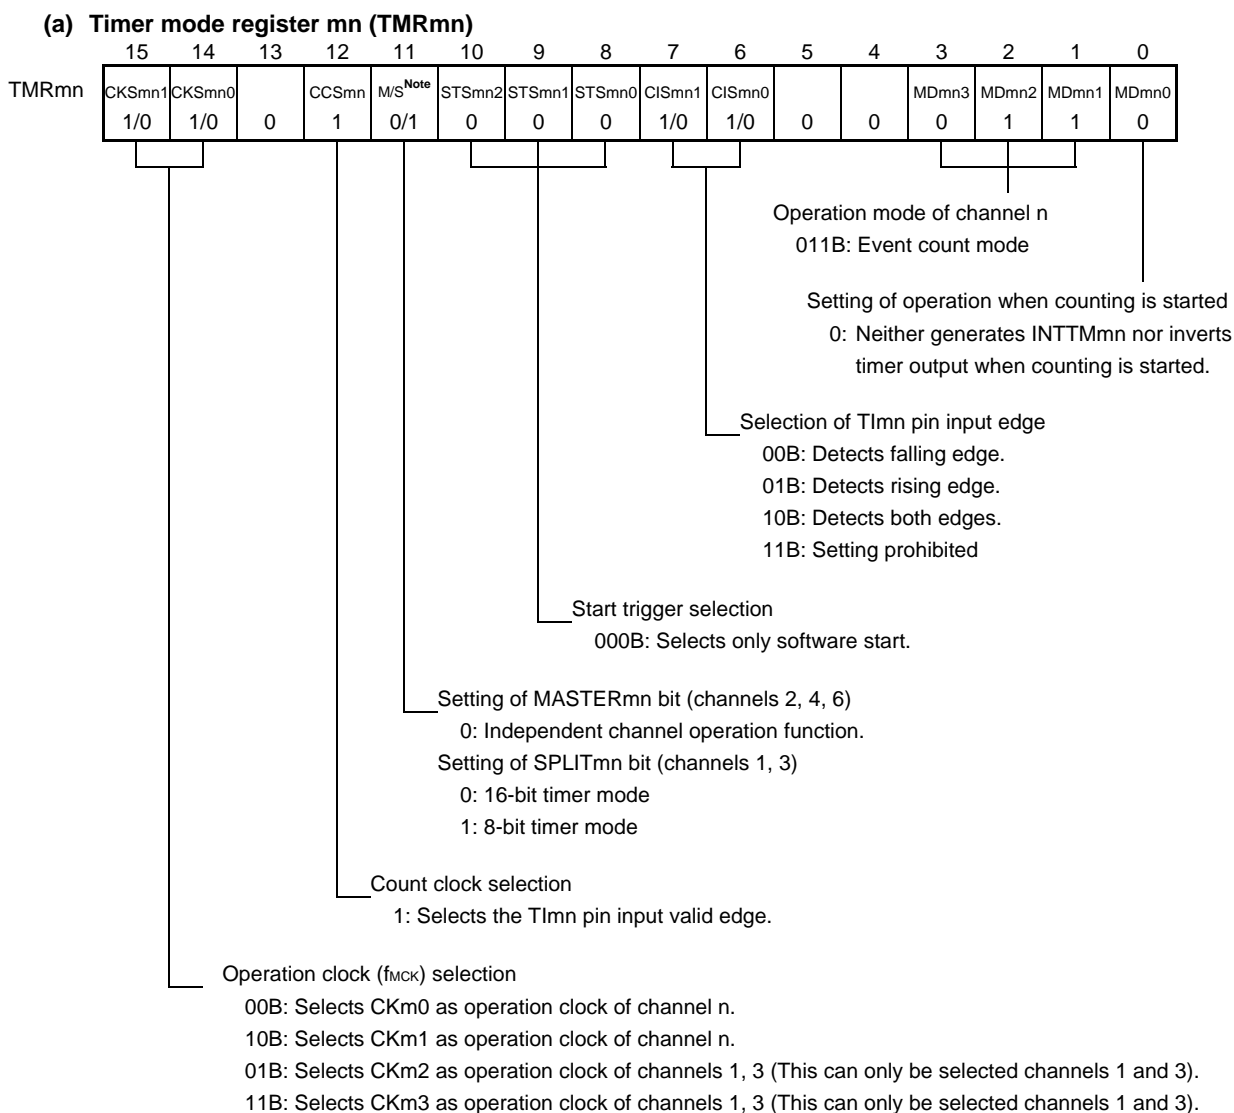 (a) Timer mode register mn (TMRmn)
15 14 13 12 11 10 9 8 7 6 5 4 3 2 1 0
TMRmn CKSmn1 CKSmn0 CCSmn M/S Note STSmn2 STSmn1 STSmn0 CISmn1 CISmn0 MDmn3 MDmn2 MDmn1 MDmn0
1/0 1/0 0 1 0/1 0 0 0 1/0 1/0 0 0 0 1 1 0
Operation mode of channel n
011B: Event count mode
Setting of operation when counting is started
0: Neither generates INTTMmn nor inverts
timer output when counting is started.
Selection of TImn pin input edge
00B: Detects falling edge.
01B: Detects rising edge.
10B: Detects both edges.
11B: Setting prohibited
Start trigger selection
000B: Selects only software start.
Setting of MASTERmn bit (channels 2, 4, 6)
0: Independent channel operation function.
Setting of SPLITmn bit (channels 1, 3)
0: 16-bit timer mode
1: 8-bit timer mode
Count clock selection
1: Selects the TImn pin input valid edge.
Operation clock (fMCK) selection
00B: Selects CKm0 as operation clock of channel n.
10B: Selects CKm1 as operation clock of channel n.
01B: Selects CKm2 as operation clock of channels 1, 3 (This can only be selected channels 1 and 3).
11B: Selects CKm3 as operation clock of channels 1, 3 (This can only be selected channels 1 and 3).